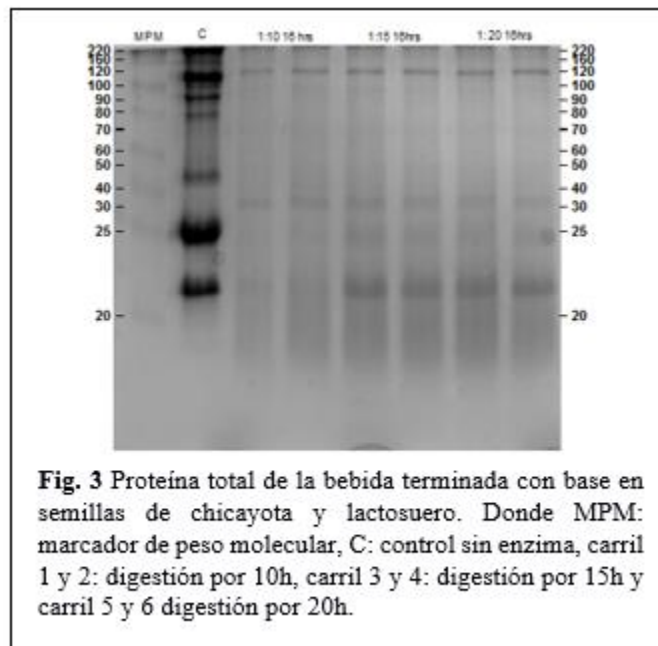 MPM C 1:10 16 hrs 1:15 16hrs 1:20 16hrs
220 220
160 160
120 120
100 100
90 90
80 80
70 70
60 60
50 50
40 40
30 30
25 25
20 20
Fig. 3 Proteína total de la bebida terminada con base en
semillas de chicayota y lactosuero. Donde MPM:
marcador de peso molecular, C: control sin enzima, carril
1 y 2: digestión por 10h, carril 3 y 4: digestión por 15h y
carril 5 y 6 digestión por 20h.